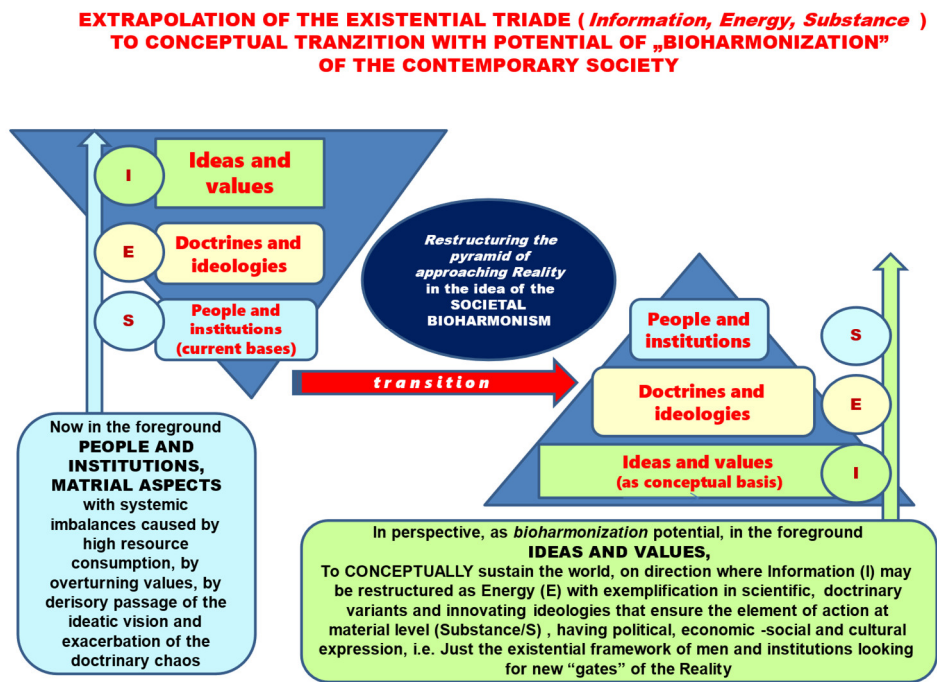 EXTRAPOLATION OF THE EXISTENTIAL TRIADE ( Information, Energy, Substance )
TO CONCEPTUAL TRANZITION WITH POTENTIAL OF „BIOHARMONIZATION”
OF THE CONTEMPORARY SOCIETY
I
Ideas and
values
E
Doctrines and
ideologies
S
People and
institutions
(current bases)
Now in the foreground
PEOPLE AND
INSTITUTIONS,
MATRIAL ASPECTS
with systemic
imbalances caused by
high resource
consumption, by
overturning values, by
derisory passage of the
ideatic vision and
exacerbation of the
doctrinary chaos
Restructuring the
pyramid of
approaching Reality
in the idea of the
SOCIETAL
BIOHARMONISM
transition
People and
institutions
S
Doctrines and
ideologies
E
Ideas and values
(as conceptual basis)
I
In perspective, as bioharmonization potential, in the foreground
IDEAS AND VALUES,
To CONCEPTUALLY sustain the world, on direction where Information (I) may
be restructured as Energy (E) with exemplification in scientific, doctrinary
variants and innovating ideologies that ensure the element of action at
material level (Substance/S) , having political, economic -social and cultural
expression, i.e. Just the existential framework of men and institutions looking
for new “gates” of the Reality